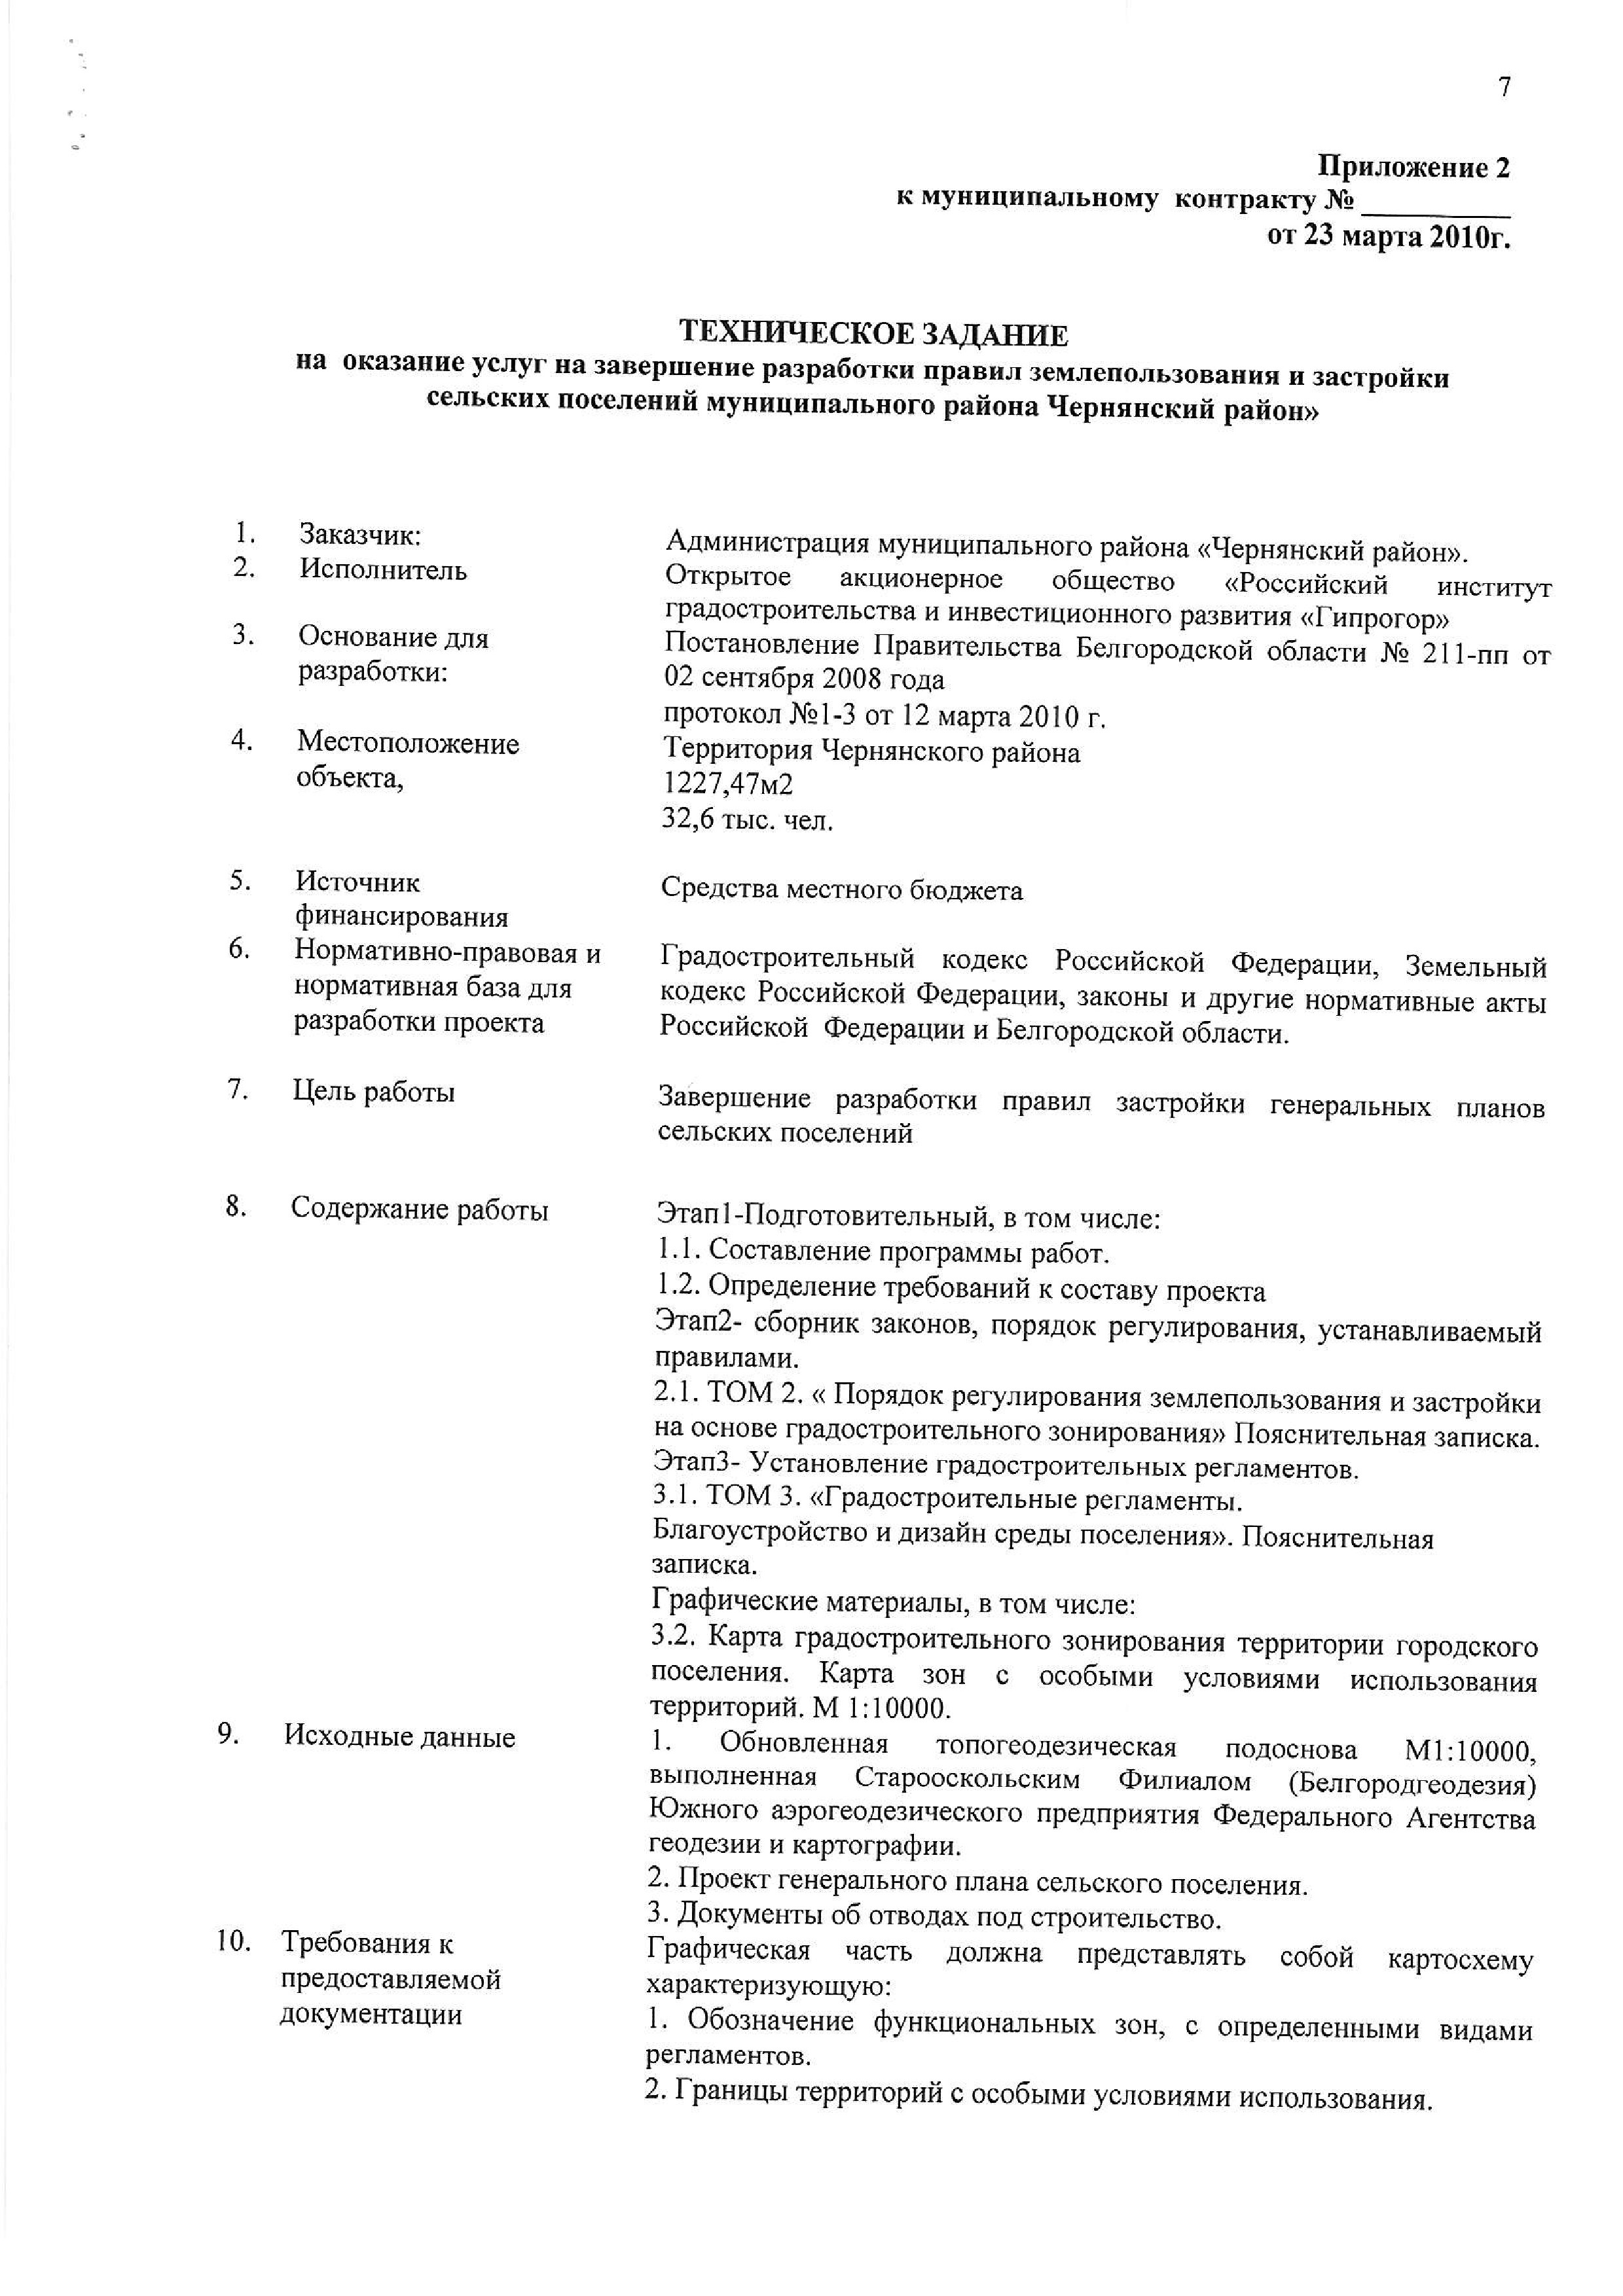 7
Приложение 2
к муниципальному контракту № __________
от 23 марта 2010г.
ТЕХНИЧЕСКОЕ ЗАДАНИЕ
на оказание услуг на завершение разработки правил землепользования и застройки
сельских поселений муниципального района Чернянский район»
1. Заказчик: Администрация муниципального района «Чернянский район».
2. Исполнитель Открытое акционерное общество «Российский институт
градостроительства и инвестиционного развития «Гипрогор»
3. Основание для Постановление Правительства Белгородской области № 211-пп от
разработки: 02 сентября 2008 года
протокол №1-3 от 12 марта 2010 г.
4. Местоположение Территория Чернянского района
объекта, 1227,47м2
32,6 тыс. чел.
5. Источник Средства местного бюджета
финансирования
6. Нормативно-правовая и Градостроительный кодекс Российской Федерации, Земельный
нормативная база для кодекс Российской Федерации, законы и другие нормативные акты
разработки проекта Российской Федерации и Белгородской области.
7. Цель работы Завершение разработки правил застройки генеральных планов
сельских поселений
8. Содержание работы Этап1-Подготовительный, в том числе:
1.1. Составление программы работ.
1.2. Определение требований к составу проекта
Этап2- сборник законов, порядок регулирования, устанавливаемый
правилами.
2.1. ТОМ 2. « Порядок регулирования землепользования и застройки
на основе градостроительного зонирования» Пояснительная записка.
Этап3- Установление градостроительных регламентов.
3.1. ТОМ 3. «Градостроительные регламенты.
Благоустройство и дизайн среды поселения». Пояснительная
записка.
Графические материалы, в том числе:
3.2. Карта градостроительного зонирования территории городского
поселения. Карта зон с особыми условиями использования
территорий. М 1:10000.
9. Исходные данные 1. Обновленная топогеодезическая подоснова М1:10000,
выполненная Старооскольским Филиалом (Белгородгеодезия)
Южного аэрогеодезического предприятия Федерального Агентства
геодезии и картографии.
2. Проект генерального плана сельского поселения.
3. Документы об отводах под строительство.
10. Требования к Графическая часть должна представлять собой картосхему
предоставляемой характеризующую:
документации 1. Обозначение функциональных зон, с определенными видами
регламентов.
2. Границы территорий с особыми условиями использования.